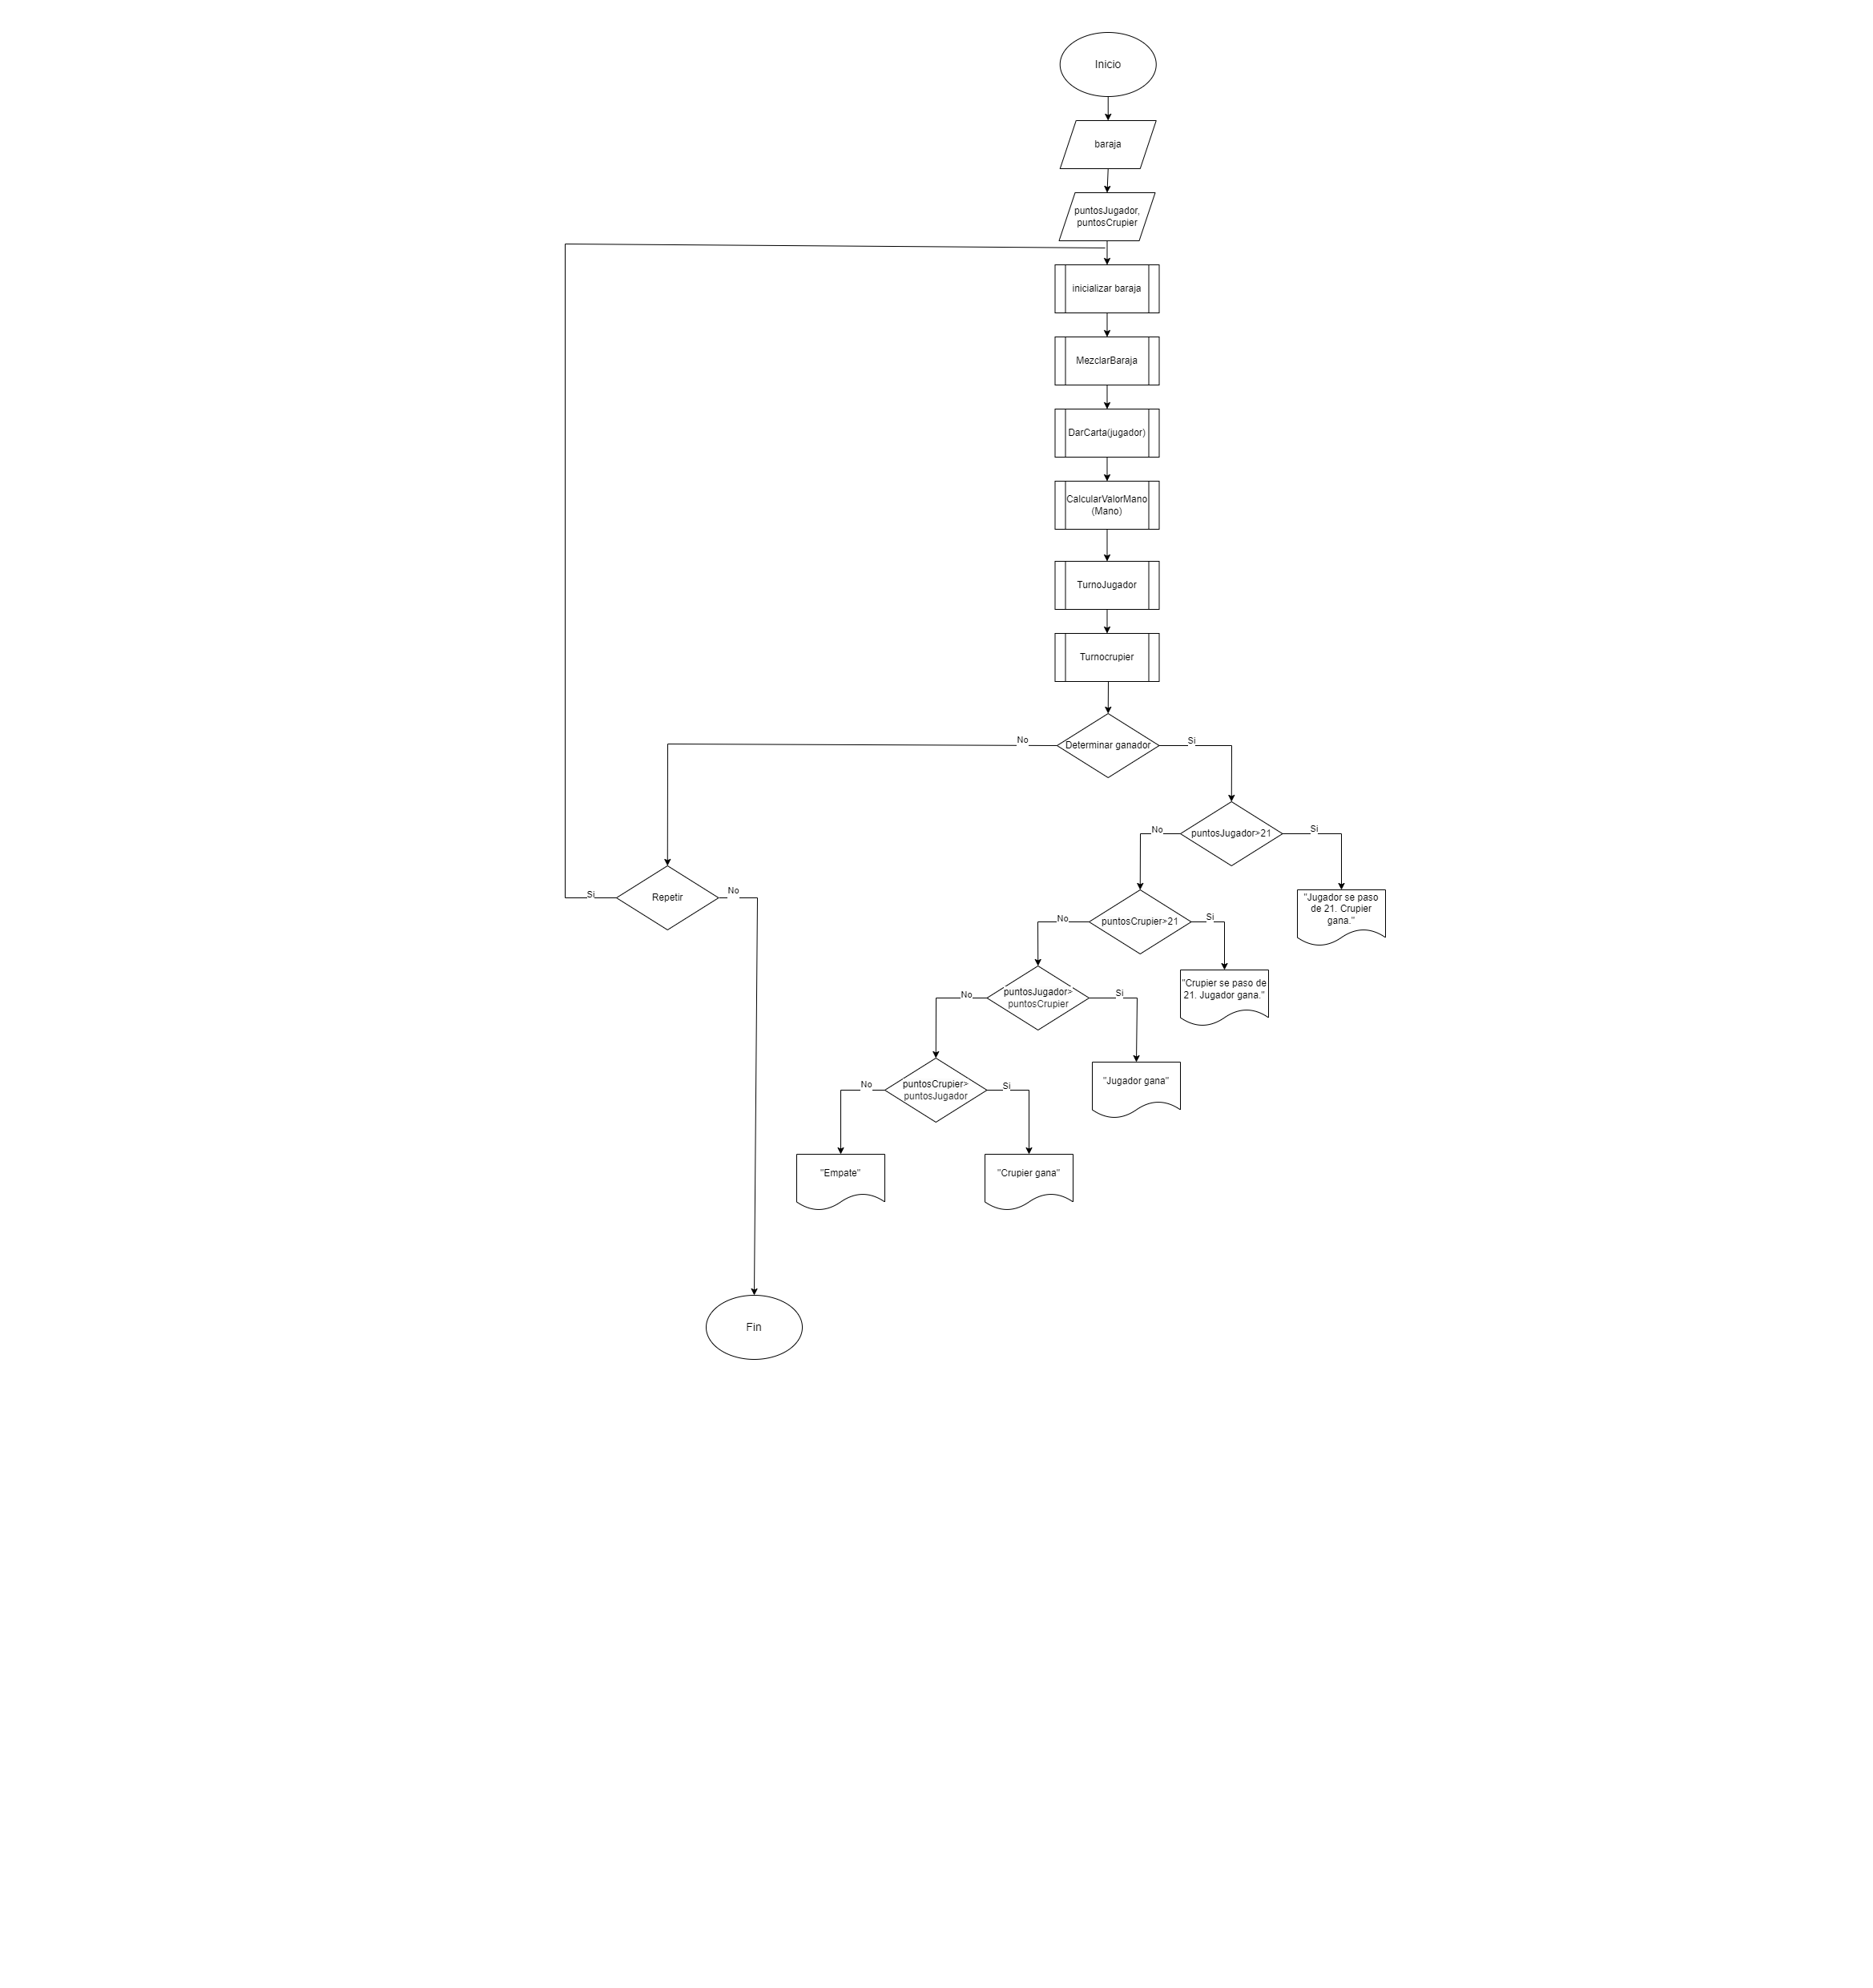 Inicio
baraja
puntosJugador,
puntosCrupier
inicializar baraja
MezclarBaraja
DarCarta(jugador)
CalcularValorMano
(Mano)
TurnoJugador
Turnocrupier
No
Determinar ganador
Si
No
puntosJugador>21
Si
Si
Repetir
No
"Jugador se paso
de 21. Crupier
gana."
No
puntosCrupier>21
Si
"Crupier se paso de
21. Jugador gana."
No
puntosJugador>
puntosCrupier
Si
"Jugador gana"
No
puntosCrupier>
puntosJugador
Si
"Empate"
"Crupier gana"
Fin